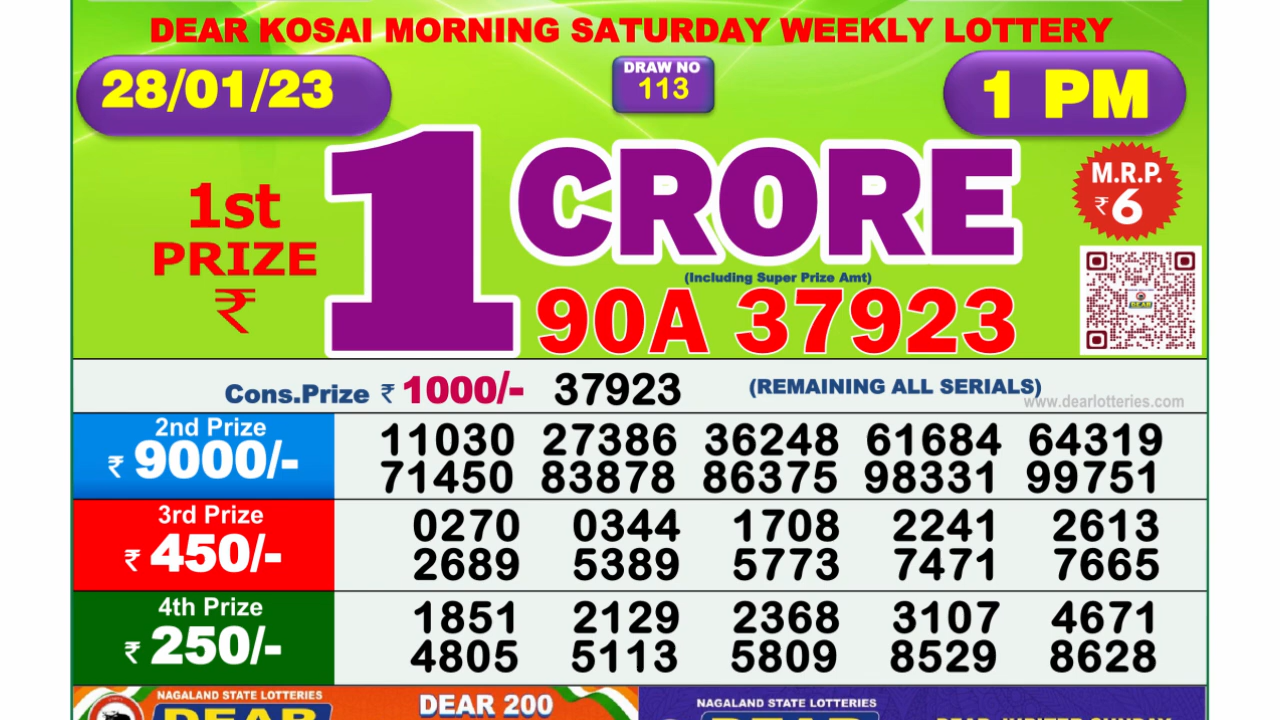 DEAR KOSAI MORNING SATURDAY WEEKLY LOTTERY
28/01/23
DRAW NO
113
1 PM
1st
PRIZE
₹
1 CRORE
M.R.P.
₹6
(Including Super Prize Amt)
90A 37923
DEAR
Cons.Prize ₹ 1000/- 37923 (REMAINING ALL SERIALS)
www.dearlotteries.com
2nd Prize
₹ 9000/-
11030 27386 36248 61684 64319
71450 83878 86375 98331 99751
3rd Prize
₹ 450/-
0270 0344 1708 2241 2613
2689 5389 5773 7471 7665
4th Prize
₹ 250/-
1851 2129 2368 3107 4671
4805 5113 5809 8529 8628
NAGALAND STATE LOTTERIES
DEAR
DEAR 200
NAGALAND STATE LOTTERIES
DEAR